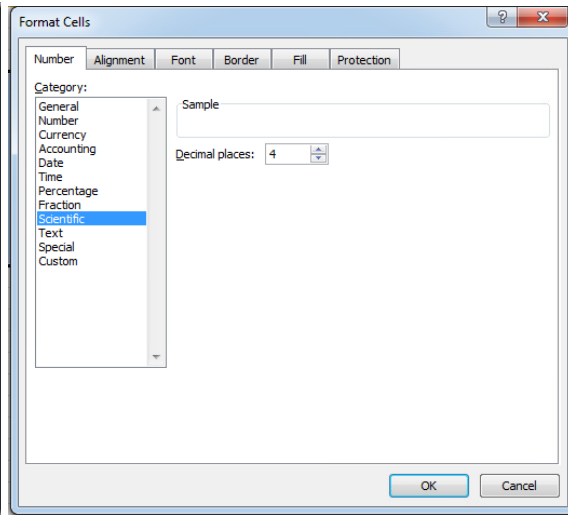 Format Cells
Number Alignment Font Border Fill Protection
Category:
General
Number
Currency
Accounting
Date
Time
Percentage
Fraction
Scientific
Text
Special
Custom
Sample
Decimal places: 4
OK Cancel